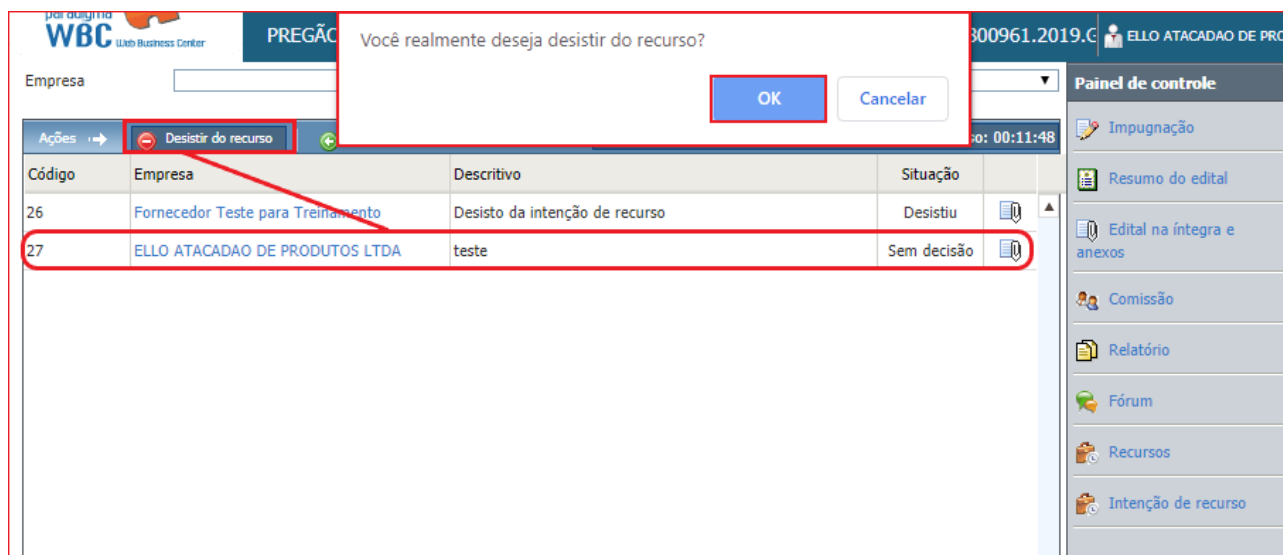 paradigma
WBC Web Business Center
PREGÃO
Você realmente deseja desistir do recurso?
OK
Cancelar
300961.2019.G
ELLO ATACADAO DE PRO
Empresa
Ações
Desistir do recurso
so: 00:11:48
Código Empresa Descritivo Situação
26 Fornecedor Teste para Treinamento Desisto da intenção de recurso Desistiu
27 ELLO ATACADAO DE PRODUTOS LTDA teste Sem decisão
Painel de controle
Impugnação
Resumo do edital
Edital na íntegra e
anexos
Comissão
Relatório
Fórum
Recursos
Intenção de recurso